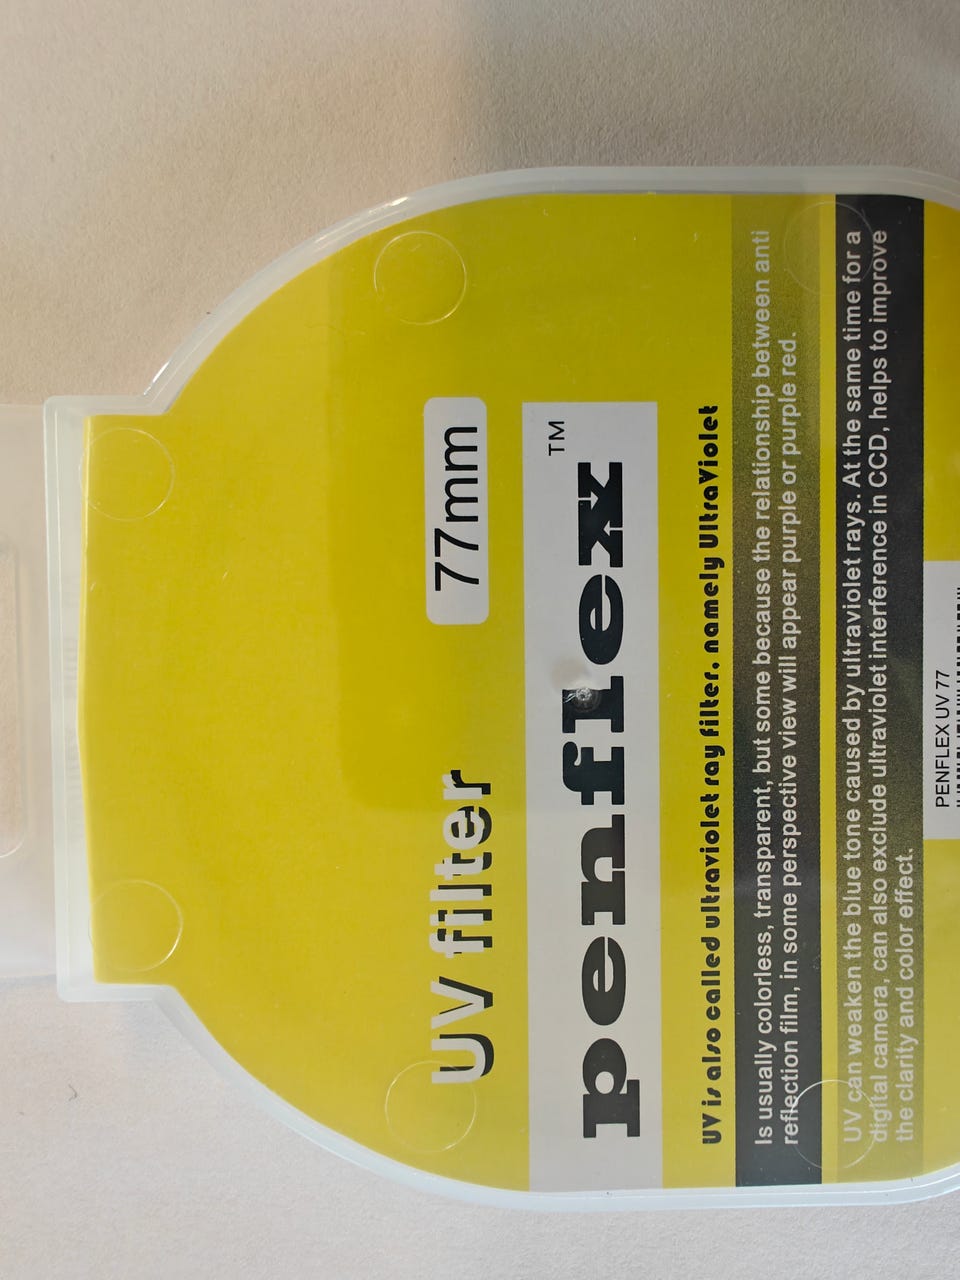 UV filter
77mm
penflex
TM
UV is also called ultraviolet ray filter. namely UltraViolet
Is usually colorless, transparent, but some because the relationship between anti
reflection film, in some perspective view will appear purple or purple red.
UV can weaken the blue tone caused by ultraviolet rays. At the same time for a
digital camera, can also exclude ultraviolet interference in CCD, helps to improve
the clarity and color effect.
PENFLEX UV 77